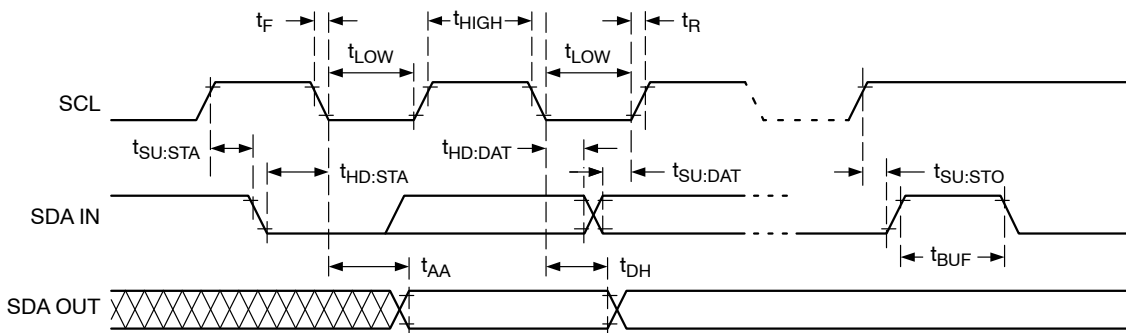 tF tHIGH tR
tLOW tLOW
SCL
tSU:STA tHD:STA tHD:DAT tSU:DAT tSU:STO
SDA IN
tAA tDH tBUF
SDA OUT